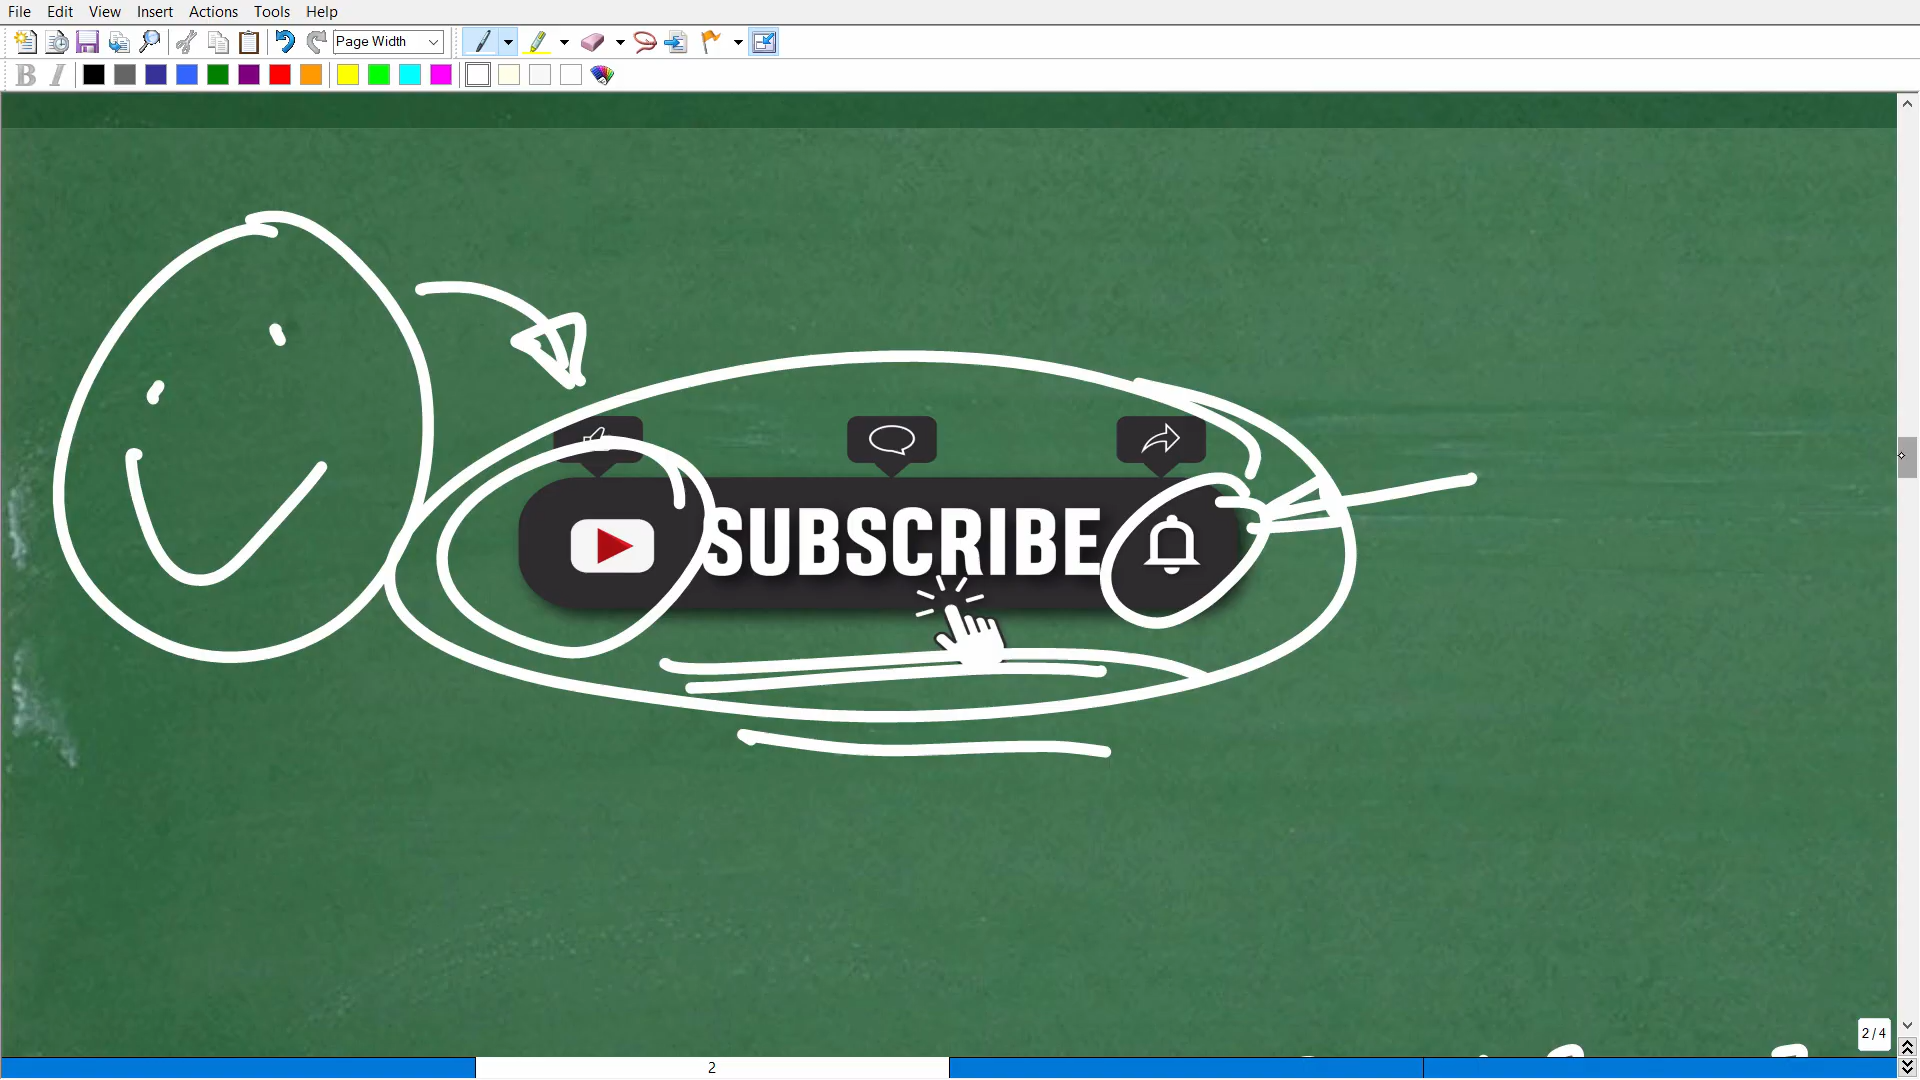 File Edit View Insert Actions Tools Help
Page Width
B I
SUBSCRIBE
2 / 4
2